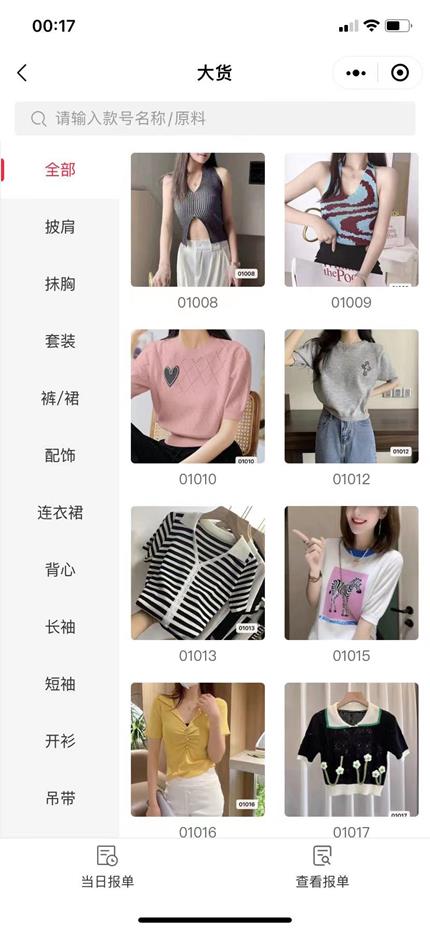 00:17
大货
请输入款号名称/原料
全部
披肩
抹胸
套装
裤/裙
配饰
连衣裙
背心
长袖
短袖
开衫
吊带
01008
01008
01009
thePo
01010
01010
01012
01012
01013
01013
01015
01016
01016
01017
01017
当日报单
查看报单